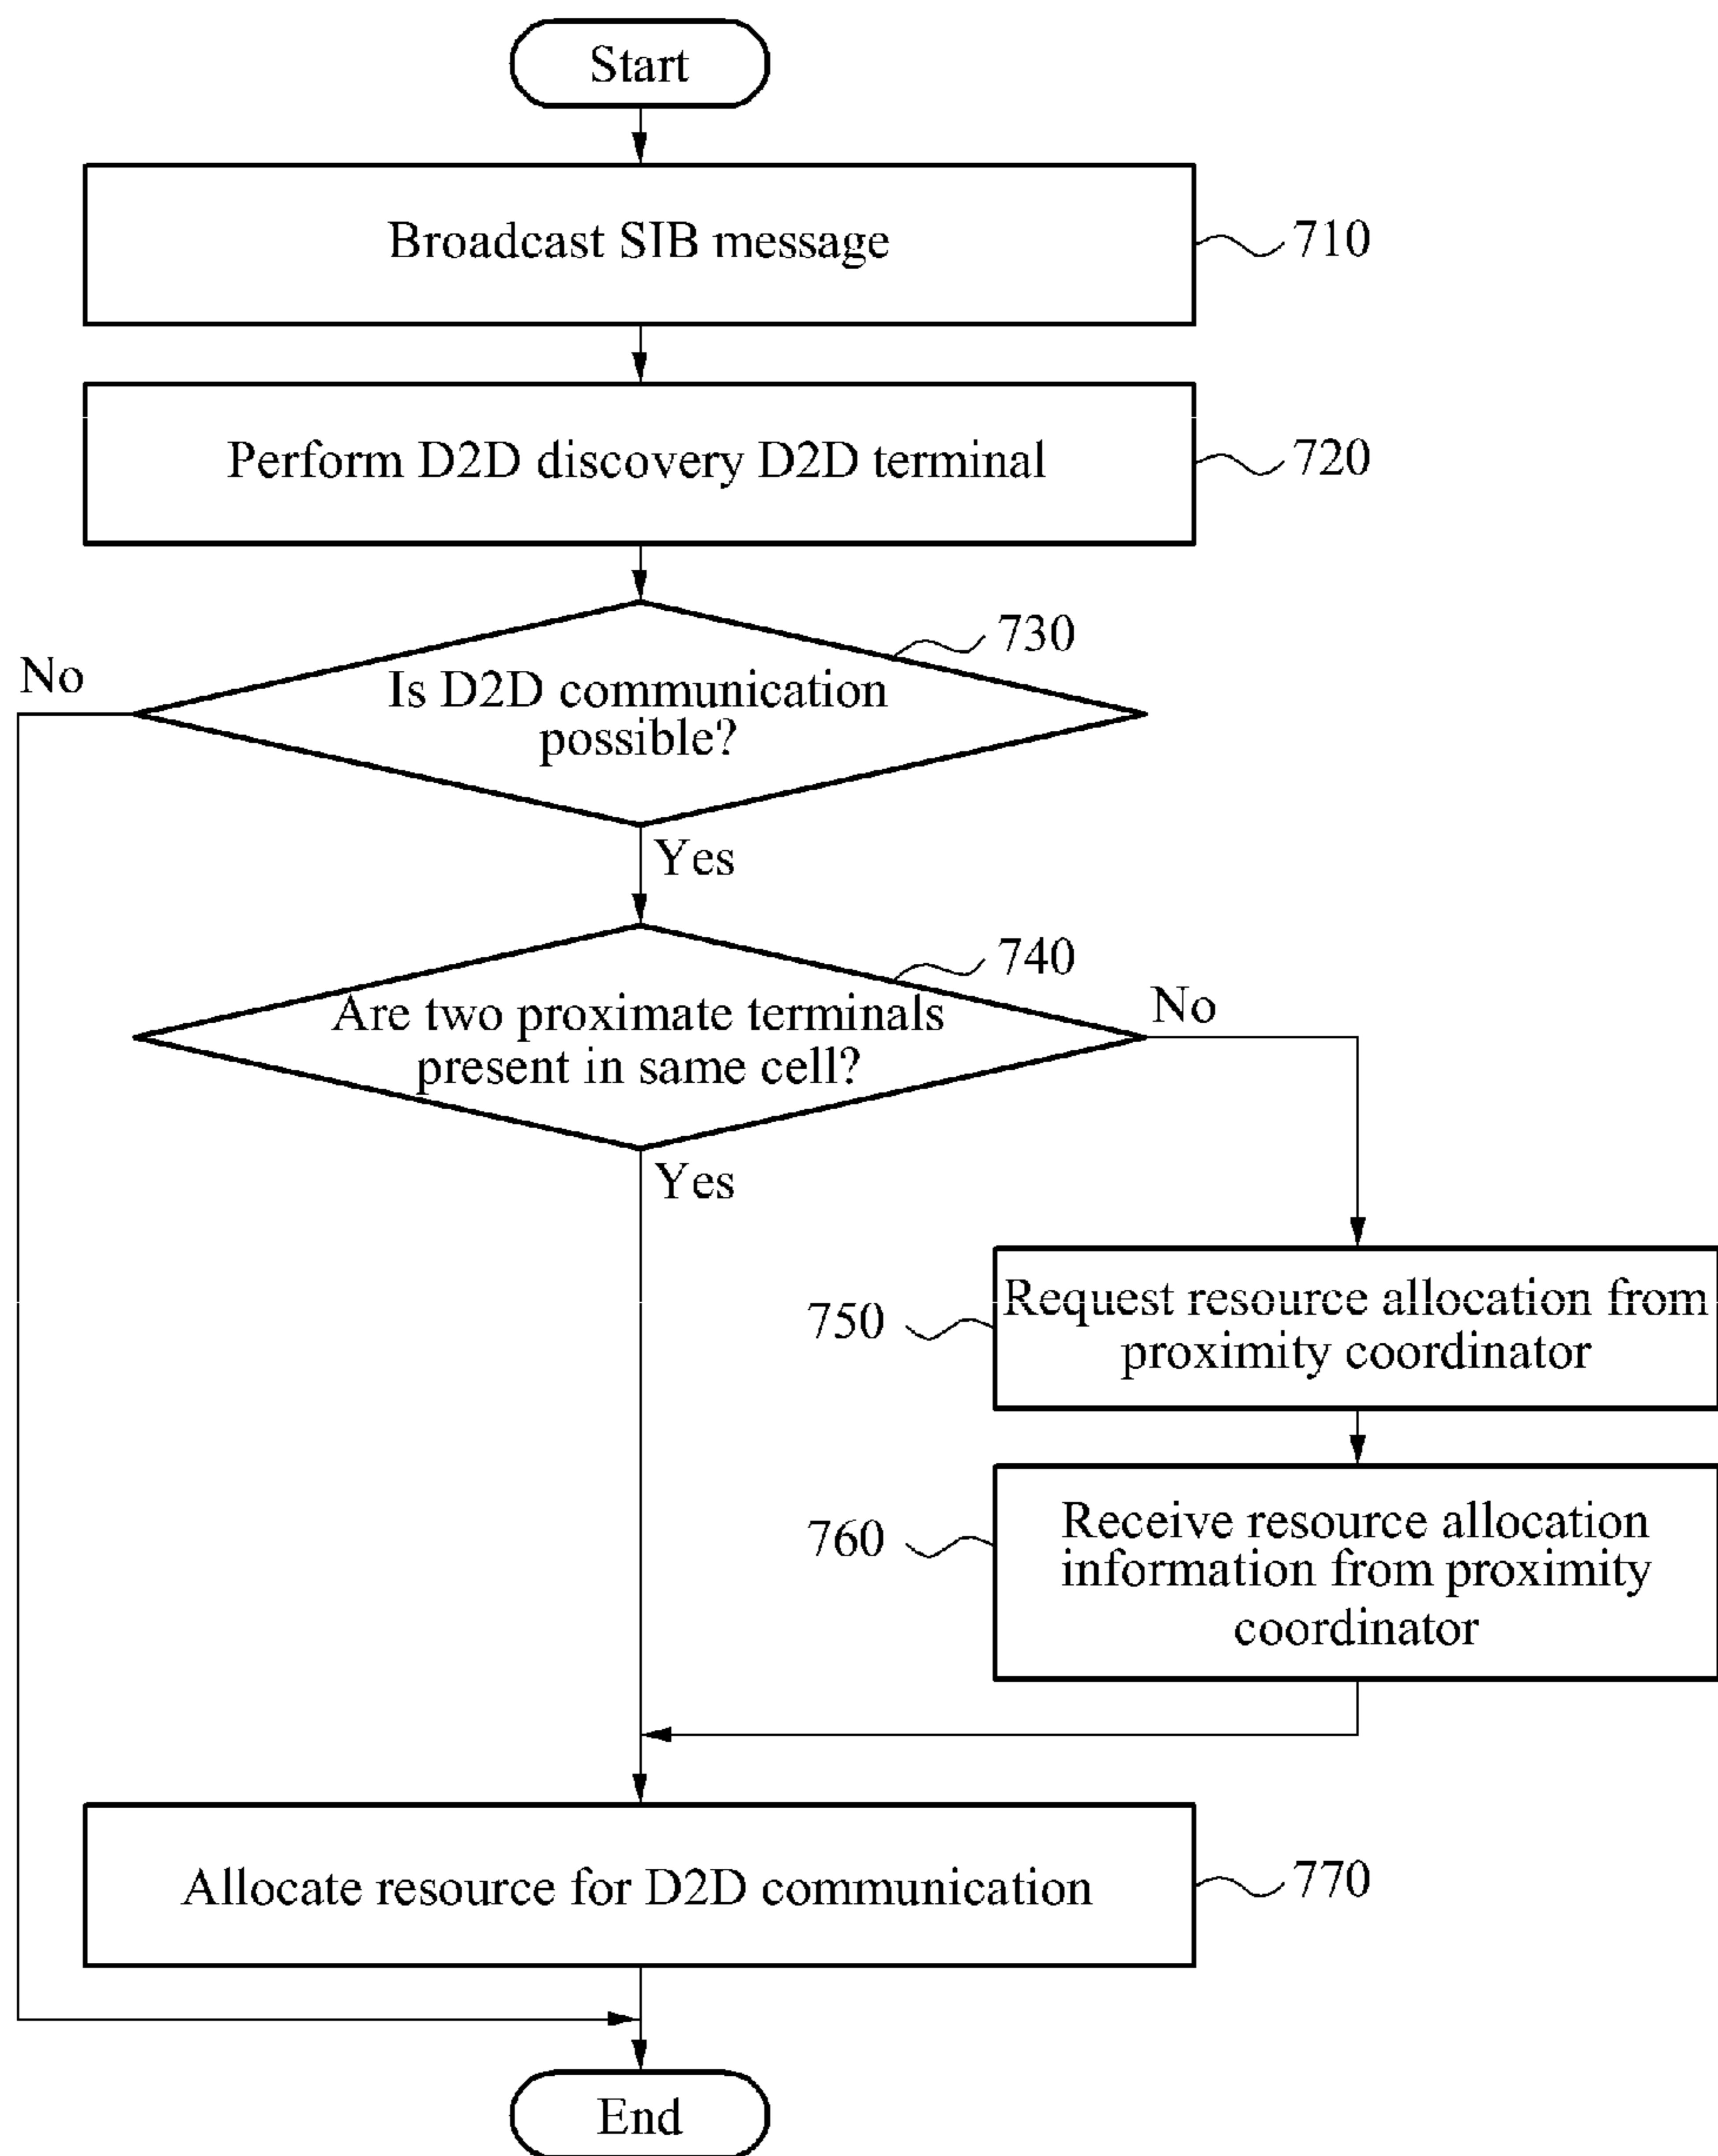 Start
Broadcast SIB message
710
Perform D2D discovery D2D terminal
720
730
No
Is D2D communication
possible?
Yes
740
Are two proximate terminals
present in same cell?
No
Yes
Request resource allocation from
proximity coordinator
750
Receive resource allocation
information from proximity
coordinator
760
Allocate resource for D2D communication
770
End